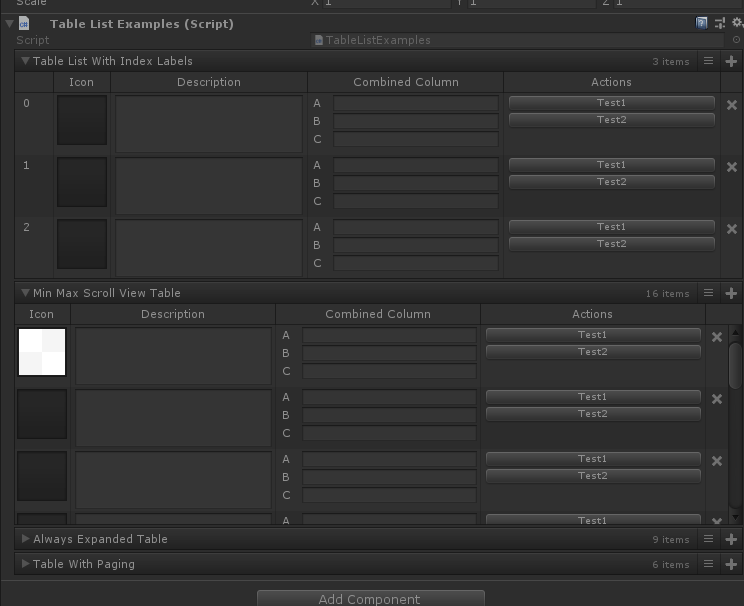 Scale X 1 Y 1 Z 1
Table List Examples (Script)
Script TableListExamples
Table List With Index Labels 3 items
Icon Description Combined Column Actions
0 A Test1
B Test2
C
1 A Test1
B Test2
C
2 A Test1
B Test2
C
Min Max Scroll View Table 16 items
Icon Description Combined Column Actions
A Test1
B Test2
C
A Test1
B Test2
C
A Test1
B Test2
C
A Test1
Always Expanded Table 9 items
Table With Paging 6 items
Add Component